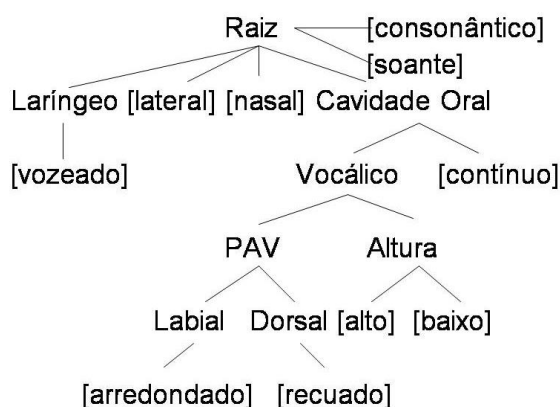 Raiz [consonântico]
[soante]
Laríngeo [lateral] [nasal] Cavidade Oral
[vozeado] Vocálico [contínuo]
PAV Altura
Labial Dorsal [alto] [baixo]
[arredondado] [recuado]